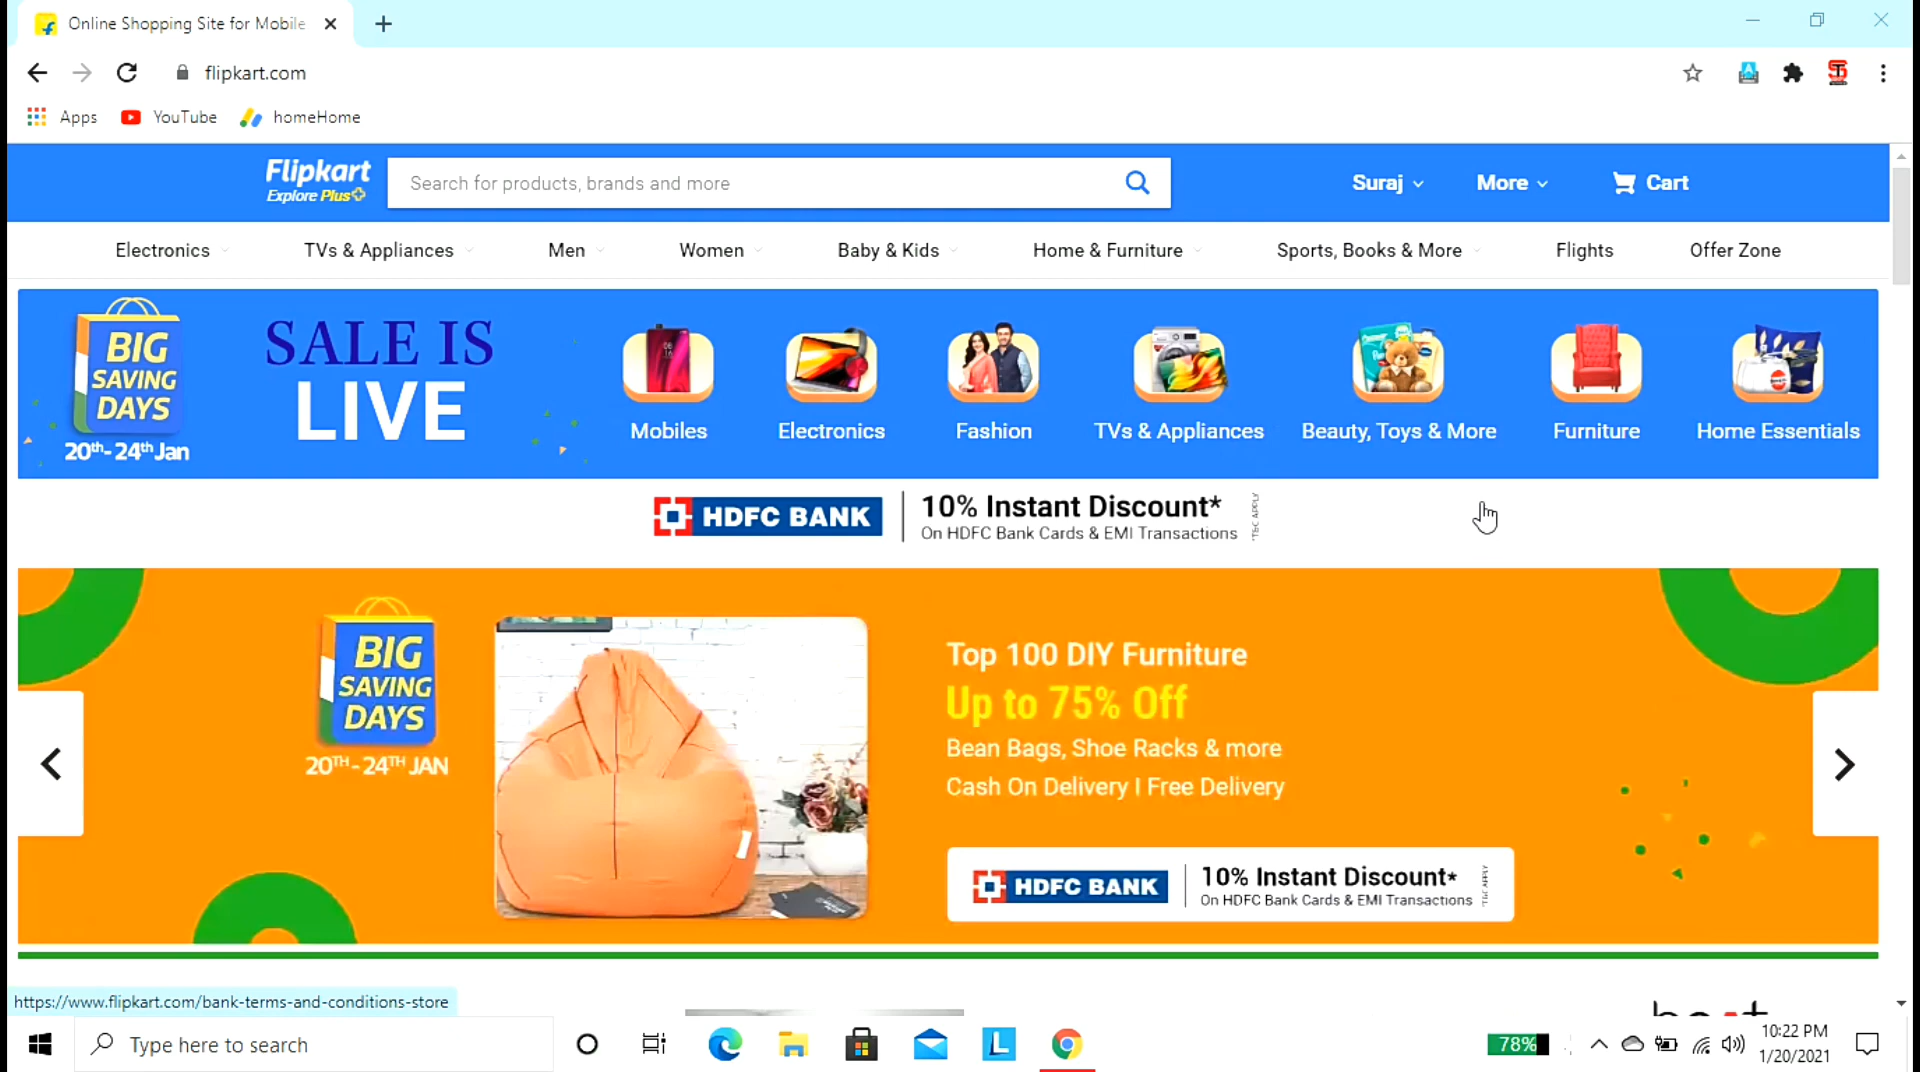 Online Shopping Site for Mobile
flipkart.com
Apps YouTube homeHome
Flipkart
Explore Plus
Search for products, brands and more
Suraj More Cart
Electronics TVs & Appliances Men Women Baby & Kids Home & Furniture Sports, Books & More Flights Offer Zone
BIG
SAVING
DAYS
20th - 24th Jan
SALE IS
LIVE
Mobiles Electronics Fashion TVs & Appliances Beauty, Toys & More Furniture Home Essentials
HDFC BANK
10% Instant Discount*
On HDFC Bank Cards & EMI Transactions
*T&C APPLY
BIG
SAVING
DAYS
20TH - 24TH JAN
Top 100 DIY Furniture
Up to 75% Off
Bean Bags, Shoe Racks & more
Cash On Delivery I Free Delivery
HDFC BANK
10% Instant Discount*
On HDFC Bank Cards & EMI Transactions
*T&C APPLY
https://www.flipkart.com/bank-terms-and-conditions-store
Type here to search
L
78%
10:22 PM
1/20/2021